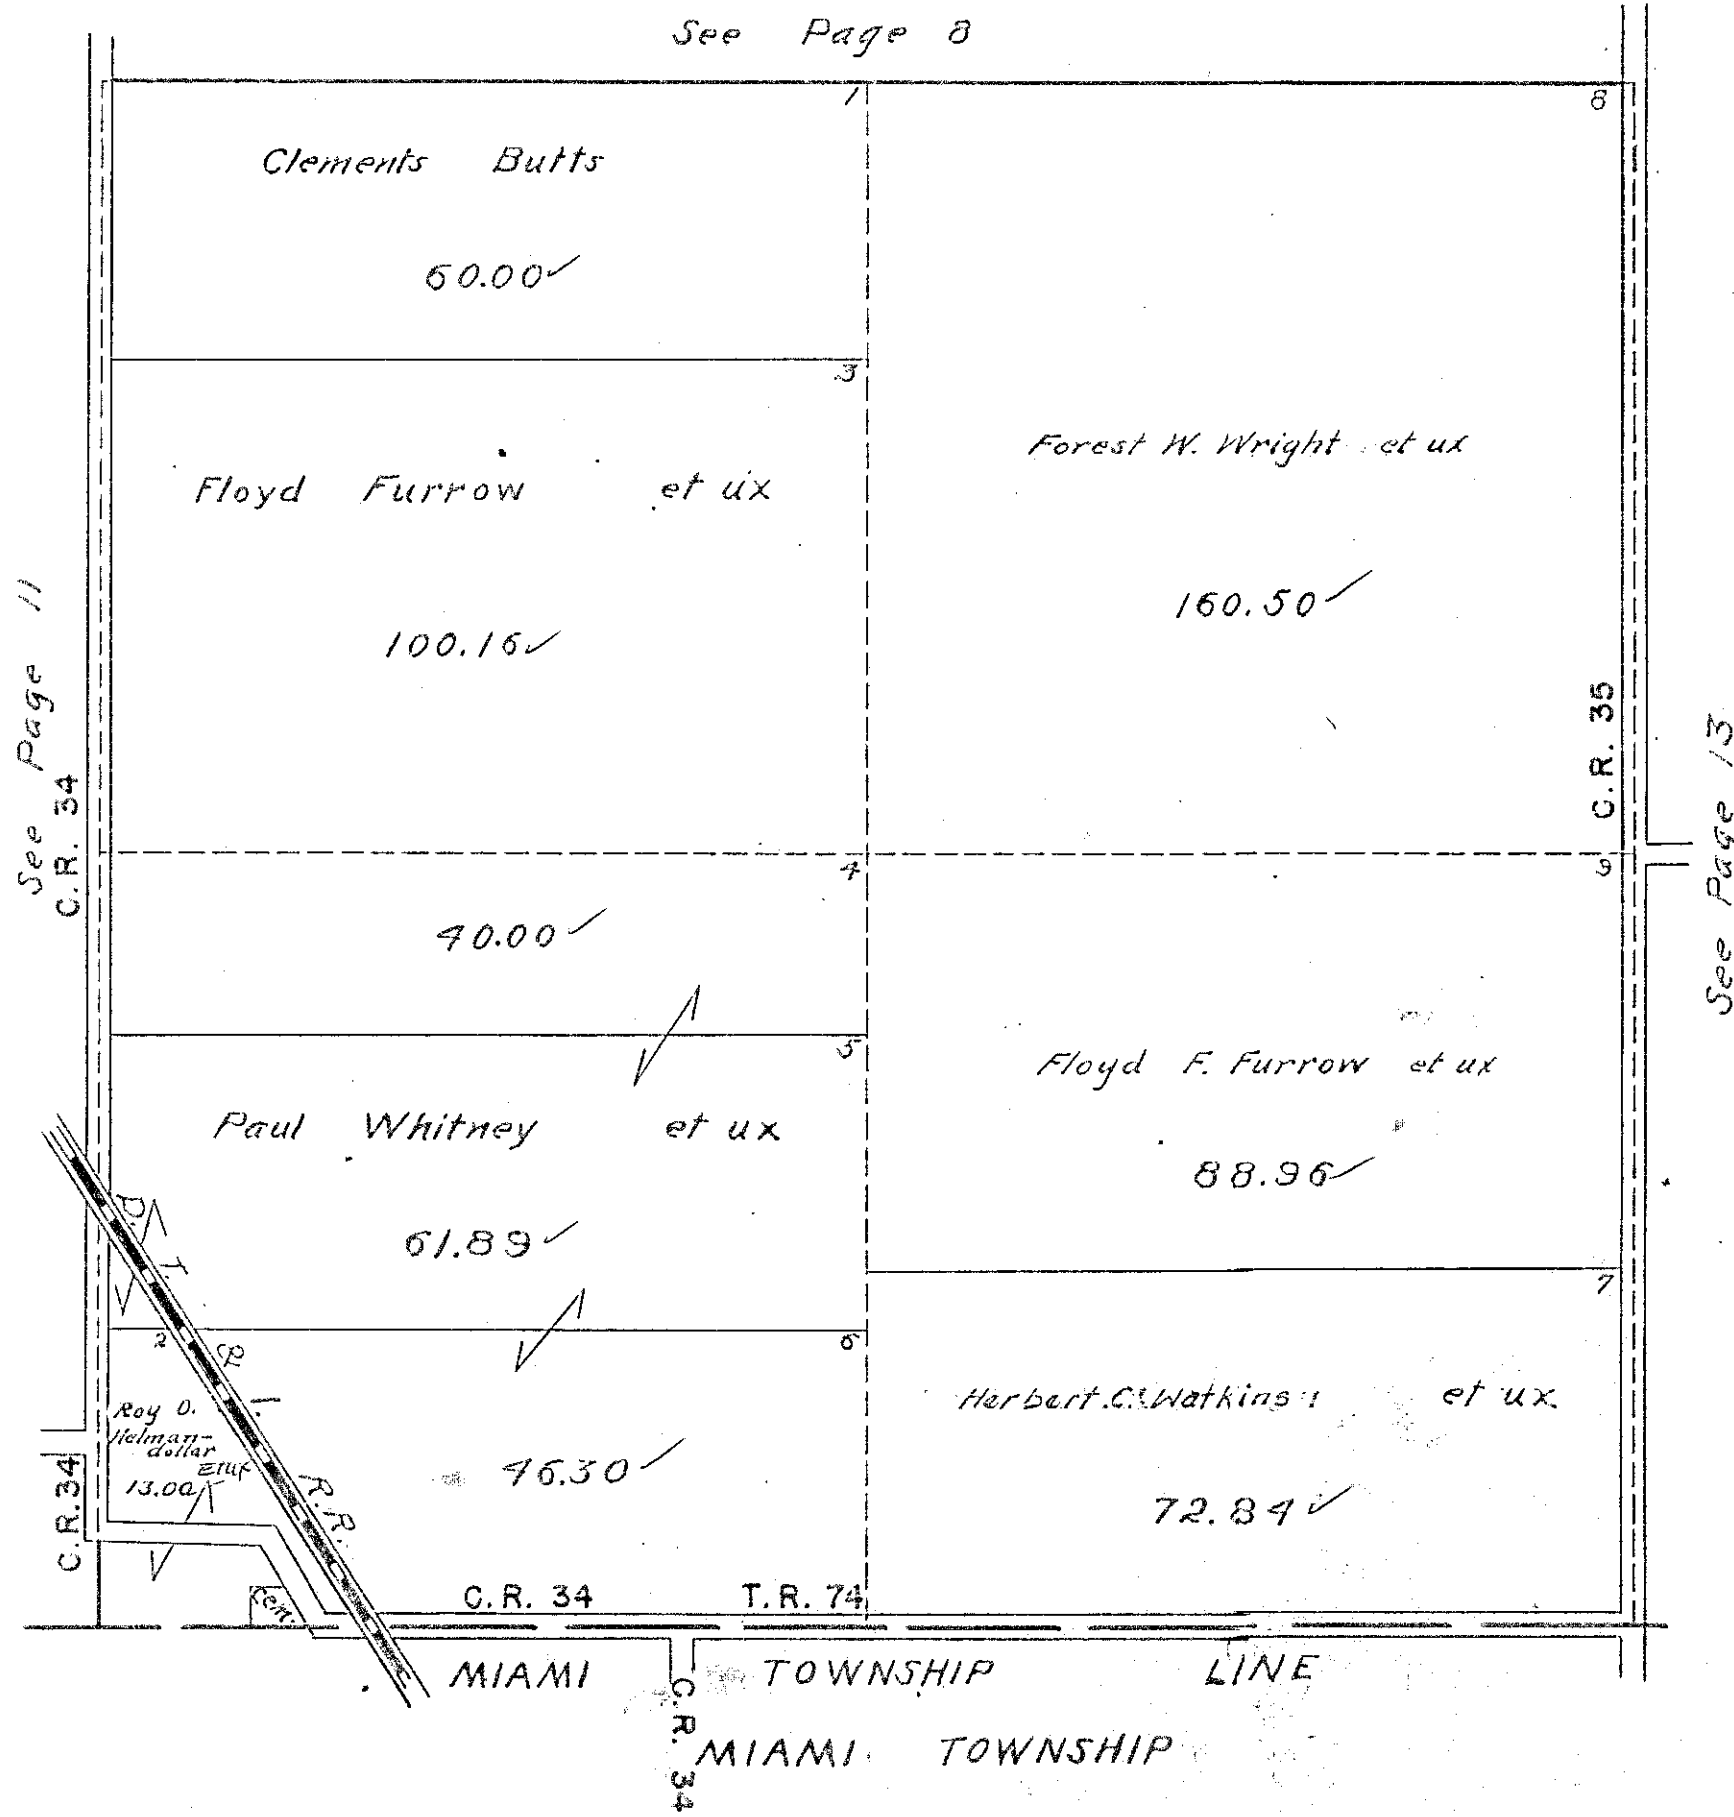 See Page 8
1
8
Clements Butts
60.00
3
Forest W. Wright et ux
Floyd Furrow et ux
160.50
100.16
See Page 11
C.R. 34
C.R. 35
See Page 13
4
9
40.00
5
Floyd F. Furrow et ux
Paul Whitney et ux
88.96
61.89
D. T. & I. R.R.
7
2
6
Roy O.
Helman-
dollar
Etux
13.00
Herbert C. Watkins et ux
46.30
72.84
C.R. 34
Cem.
C.R. 34 T.R. 74
MIAMI TOWNSHIP LINE
C.R. 34
MIAMI TOWNSHIP